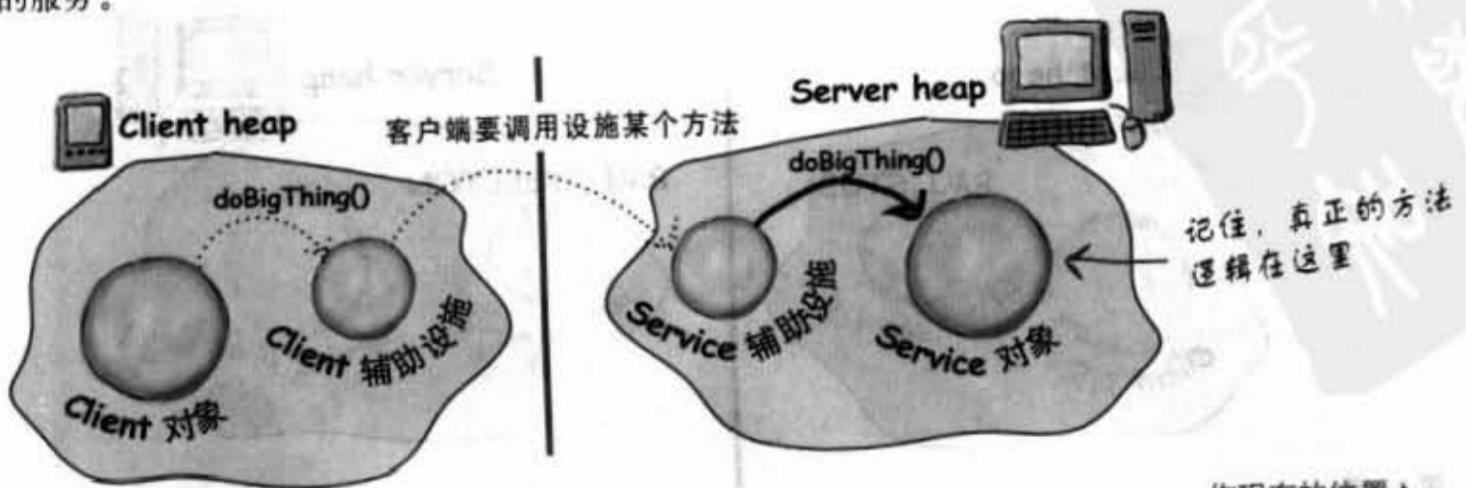 的服务。
Client heap
客户端要调用设施某个方法
Server heap
doBigThing()
doBigThing()
记住，真正的方法
逻辑在这里
Client 对象
Client 辅助设施
Service 辅助设施
Service 对象